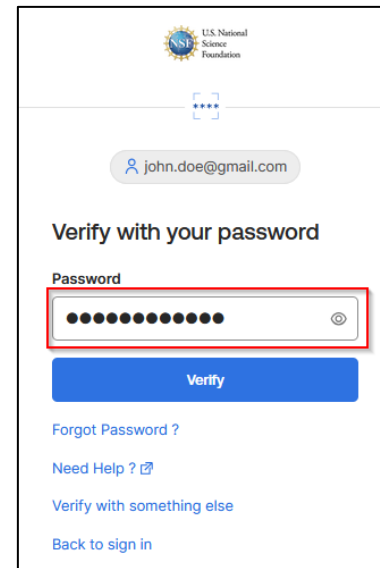 U.S. National
Science
Foundation
NSF
****
john.doe@gmail.com
Verify with your password
Password
●●●●●●●●●●●●
Verify
Forgot Password ?
Need Help ?
Verify with something else
Back to sign in